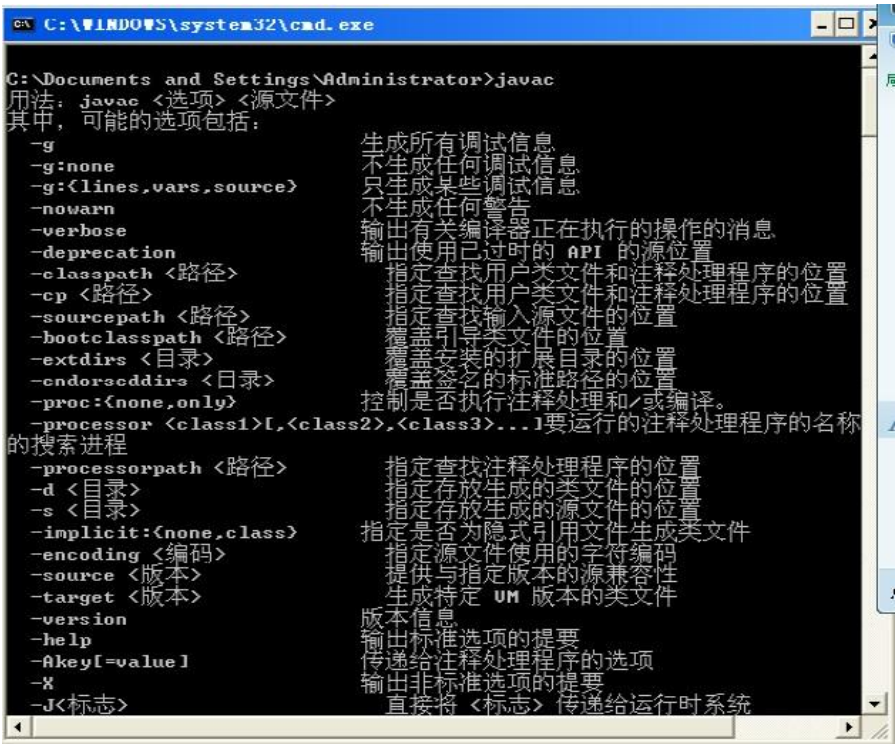 C:\WINDOWS\system32\cmd.exe
C:\Documents and Settings\Administrator>javac
用法: javac <选项> <源文件>
其中, 可能的选项包括:
-g 生成所有调试信息
-g:none 不生成任何调试信息
-g:{lines,vars,source} 只生成某些调试信息
-nowarn 不生成任何警告
-verbose 输出有关编译器正在执行的操作的消息
-deprecation 输出使用已过时的 API 的源位置
-classpath <路径> 指定查找用户类文件和注释处理程序的位置
-cp <路径> 指定查找用户类文件和注释处理程序的位置
-sourcepath <路径> 指定查找输入源文件的位置
-bootclasspath <路径> 覆盖引导类文件的位置
-extdirs <目录> 覆盖安装的扩展目录的位置
-endorseddirs <目录> 覆盖签名的标准路径的位置
-proc:{none,only} 控制是否执行注释处理和/或编译。
-processor <class1>[,<class2>,<class3>...]要运行的注释处理程序的名称
的搜索进程
-processorpath <路径> 指定查找注释处理程序的位置
-d <目录> 指定存放生成的类文件的位置
-s <目录> 指定存放生成的源文件的位置
-implicit:{none,class} 指定是否为隐式引用文件生成类文件
-encoding <编码> 指定源文件使用的字符编码
-source <版本> 提供与指定版本的源兼容性
-target <版本> 生成特定 VM 版本的类文件
-version 版本信息
-help 输出标准选项的提要
-Akey[=value] 传递给注释处理程序的选项
-X 输出非标准选项的提要
-J<标志> 直接将 <标志> 传递给运行时系统